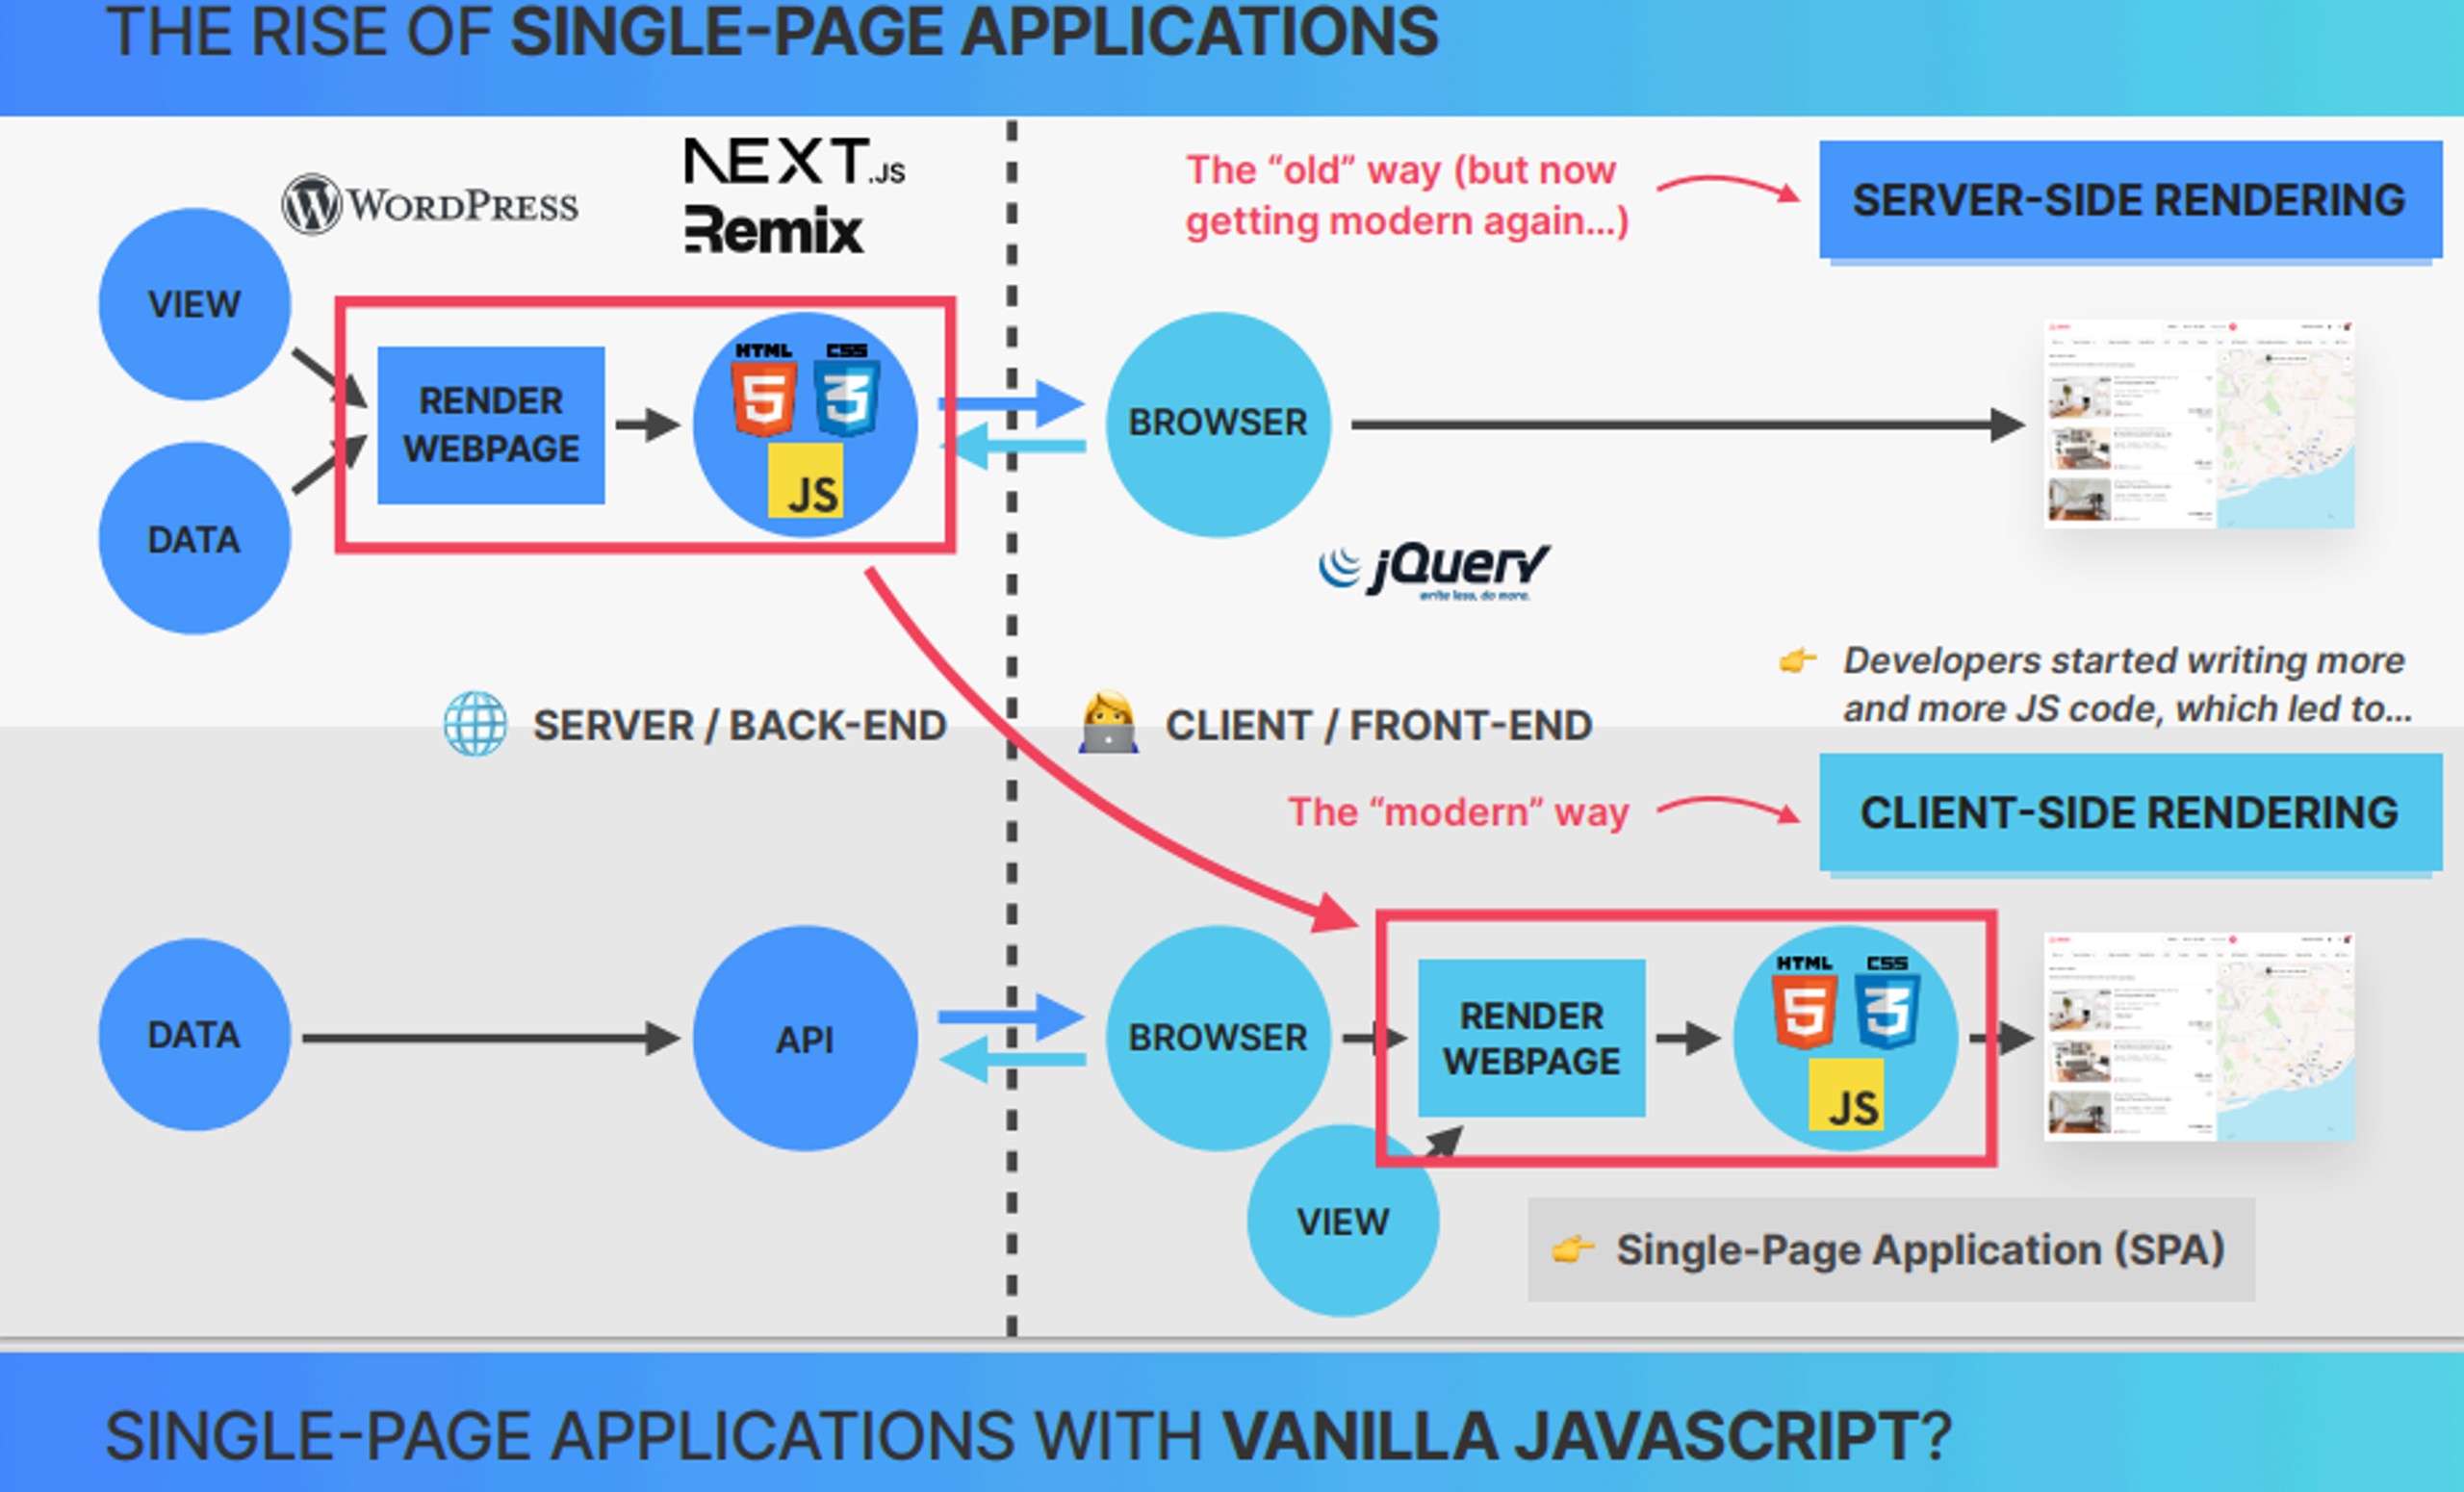 THE RISE OF SINGLE-PAGE APPLICATIONS
WORDPRESS
NEXT.JS
Remix
The “old” way (but now
getting modern again...)
SERVER-SIDE RENDERING
VIEW
DATA
RENDER
WEBPAGE
HTML
5
CSS
3
JS
BROWSER
jQuery
write less, do more.
👉 Developers started writing more
and more JS code, which led to...
SERVER / BACK-END
CLIENT / FRONT-END
The “modern” way
CLIENT-SIDE RENDERING
DATA
API
BROWSER
RENDER
WEBPAGE
HTML
5
CSS
3
JS
VIEW
👉 Single-Page Application (SPA)
SINGLE-PAGE APPLICATIONS WITH VANILLA JAVASCRIPT?